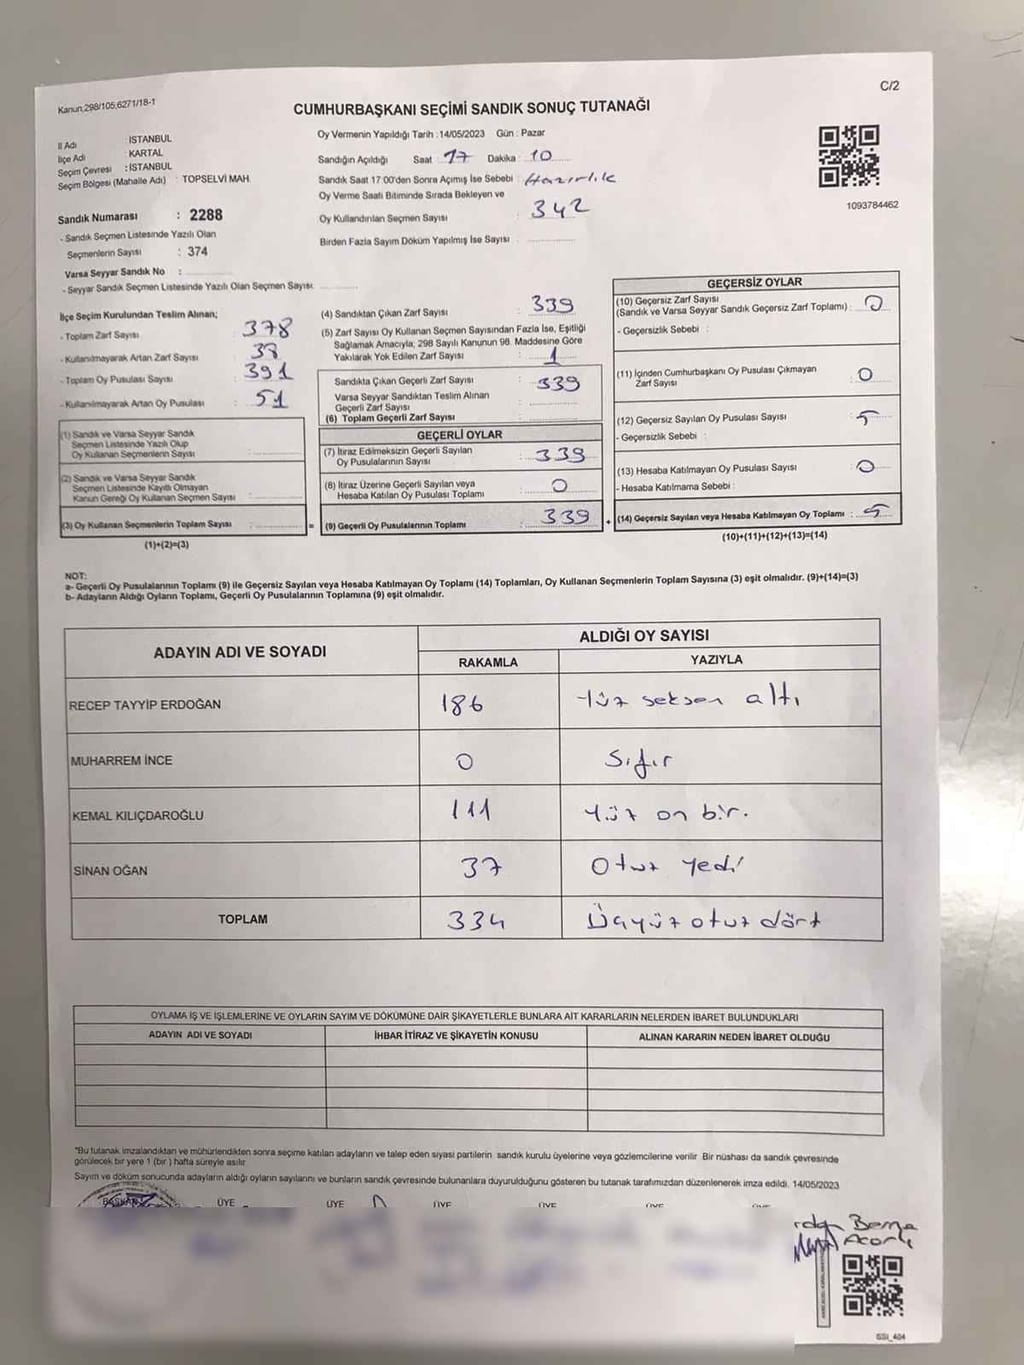 Kanun:298/105;6271/18-1
C/2
CUMHURBAŞKANI SEÇİMİ SANDIK SONUÇ TUTANAĞI
İl Adı : İSTANBUL
İlçe Adı : KARTAL
Seçim Çevresi : İSTANBUL
Seçim Bölgesi (Mahalle Adı) : TOPSELVİ MAH.
Sandık Numarası : 2288
- Sandık Seçmen Listesinde Yazılı Olan
Seçmenlerin Sayısı : 374
Varsa Seyyar Sandık No :
- Seyyar Sandık Seçmen Listesinde Yazılı Olan Seçmen Sayısı:
Oy Vermenin Yapıldığı Tarih : 14/05/2023 Gün : Pazar
Sandığın Açıldığı Saat : 17 Dakika : 10
Sandık Saat 17:00'den Sonra Açımış İse Sebebi : Hazırlık
Oy Verme Saati Bitiminde Sırada Bekleyen ve
Oy Kullandırılan Seçmen Sayısı : 342
Birden Fazla Sayım Döküm Yapılmış İse Sayısı :
1093784462
İlçe Seçim Kurulundan Teslim Alınan;
- Toplam Zarf Sayısı : 378
- Kullanılmayarak Artan Zarf Sayısı : 38
- Toplam Oy Pusulası Sayısı : 391
- Kullanılmayarak Artan Oy Pusulası : 51
(1) Sandık ve Varsa Seyyar Sandık
Seçmen Listesinde Yazılı Olup
Oy Kullanan Seçmenlerin Sayısı :
(2) Sandık ve Varsa Seyyar Sandık
Seçmen Listesinde Kayıtlı Olmayan
Kanun Gereği Oy Kullanan Seçmen Sayısı :
(3) Oy Kullanan Seçmenlerin Toplam Sayısı :
=
(1)+(2)=(3)
(4) Sandıktan Çıkan Zarf Sayısı : 339
(5) Zarf Sayısı Oy Kullanan Seçmen Sayısından Fazla İse, Eşitliği
Sağlamak Amacıyla; 298 Sayılı Kanunun 98. Maddesine Göre
Yakılarak Yok Edilen Zarf Sayısı : 1
Sandıkta Çıkan Geçerli Zarf Sayısı : 339
Varsa Seyyar Sandıktan Teslim Alınan
Geçerli Zarf Sayısı :
(6) Toplam Geçerli Zarf Sayısı :
GEÇERLİ OYLAR
(7) İtiraz Edilmeksizin Geçerli Sayılan
Oy Pusulalarının Sayısı : 339
(8) İtiraz Üzerine Geçerli Sayılan veya
Hesaba Katılan Oy Pusulası Toplamı : 0
(9) Geçerli Oy Pusulalarının Toplamı : 339
+
GEÇERSİZ OYLAR
(10) Geçersiz Zarf Sayısı
(Sandık ve Varsa Seyyar Sandık Geçersiz Zarf Toplamı) : 0
- Geçersizlik Sebebi :
(11) İçinden Cumhurbaşkanı Oy Pusulası Çıkmayan
Zarf Sayısı : 0
(12) Geçersiz Sayılan Oy Pusulası Sayısı : 5
- Geçersizlik Sebebi :
(13) Hesaba Katılmayan Oy Pusulası Sayısı : 0
- Hesaba Katılmama Sebebi :
(14) Geçersiz Sayılan veya Hesaba Katılmayan Oy Toplamı : 5
(10)+(11)+(12)+(13)=(14)
NOT:
a- Geçerli Oy Pusulalarının Toplamı (9) ile Geçersiz Sayılan veya Hesaba Katılmayan Oy Toplamı (14) Toplamları, Oy Kullanan Seçmenlerin Toplam Sayısına (3) eşit olmalıdır. (9)+(14)=(3)
b- Adayların Aldığı Oyların Toplamı, Geçerli Oy Pusulalarının Toplamına (9) eşit olmalıdır.
ADAYIN ADI VE SOYADI ALDIĞI OY SAYISI
RAKAMLA YAZIYLA
RECEP TAYYİP ERDOĞAN 186 Yüz seksen altı
MUHARREM İNCE 0 Sıfır
KEMAL KILIÇDAROĞLU 111 Yüz on bir.
SİNAN OĞAN 37 Otuz yedi
TOPLAM 334 Üçyüz otuz dört
OYLAMA İŞ VE İŞLEMLERİNE VE OYLARIN SAYIM VE DÖKÜMÜNE DAİR ŞİKAYETLERLE BUNLARA AİT KARARLARIN NELERDEN İBARET BULUNDUKLARI
ADAYIN ADI VE SOYADI İHBAR İTİRAZ VE ŞİKAYETİN KONUSU ALINAN KARARIN NEDEN İBARET OLDUĞU
"Bu tutanak imzalandıktan ve mühürlendikten sonra seçime katılan adayların ve talep eden siyasi partilerin sandık kurulu üyelerine veya gözlemcilerine verilir. Bir nüshası da sandık çevresinde
görülecek bir yere 1 (bir) hafta süreyle asılır.
Sayım ve döküm sonucunda adayların aldığı oyların sayılarını ve bunların sandık çevresinde bulunanlara duyurulduğunu gösteren bu tutanak tarafımızdan düzenlenerek imza edildi. 14/05/2023
BAŞKAN ÜYE ÜYE ÜYE ÜYE ÜYE ÜYE
Berna
Acarlı
SSI_404